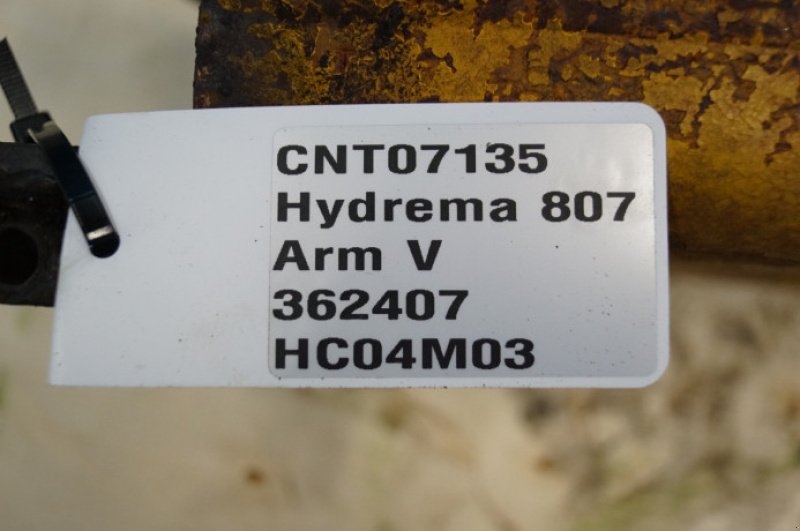 CNT07135
Hydrema 807
Arm V
362407
HC04M03